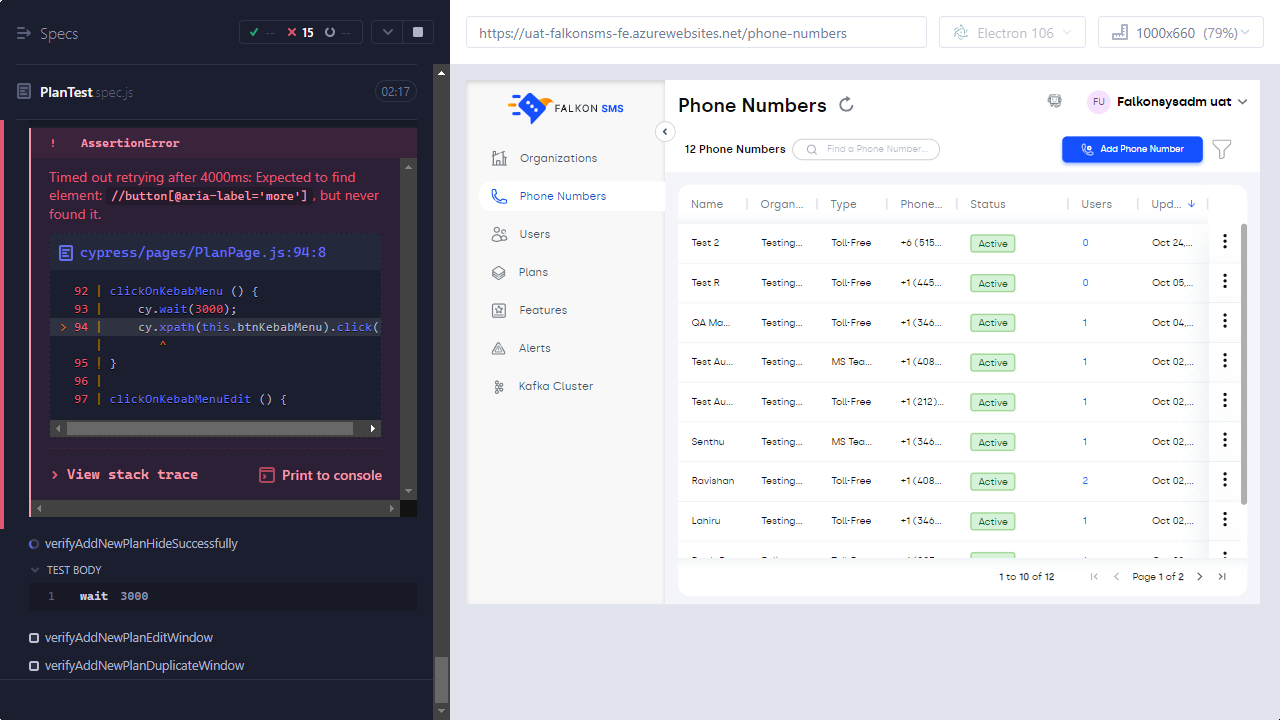 Specs
-- 15 --
PlanTest spec.js 02:17
! AssertionError
Timed out retrying after 4000ms: Expected to find
element: //button[@aria-label='more'], but never
found it.
cypress/pages/PlanPage.js:94:8
92 | clickOnKebabMenu () {
93 | cy.wait(3000);
> 94 | cy.xpath(this.btnKebabMenu).click(
| ^
95 | }
96 |
97 | clickOnKebabMenuEdit () {
> View stack trace
Print to console
verifyAddNewPlanHideSuccessfully
TEST BODY
1 wait 3000
verifyAddNewPlanEditWindow
verifyAddNewPlanDuplicateWindow
https://uat-falkonsms-fe.azurewebsites.net/phone-numbers
Electron 106
1000x660 (79%)
FALKON SMS
Organizations
Phone Numbers
Users
Plans
Features
Alerts
Kafka Cluster
Phone Numbers
FU Falkonsysadm uat
12 Phone Numbers
Find a Phone Number...
Add Phone Number
Name Organ... Type Phone... Status Users Upd...
Test 2 Testing... Toll-Free +6 (515... Active 0 Oct 24,...
Test R Testing... Toll-Free +1 (445... Active 0 Oct 05,...
QA Ma... Testing... Toll-Free +1 (346... Active 1 Oct 04,...
Test Au... Testing... MS Tea... +1 (408... Active 1 Oct 02,...
Test Au... Testing... Toll-Free +1 (212)... Active 1 Oct 02,...
Senthu Testing... MS Tea... +1 (346... Active 1 Oct 02,...
Ravishan Testing... Toll-Free +1 (408... Active 2 Oct 02,...
Lahiru Testing... Toll-Free +1 (346... Active 1 Oct 02,...
1 to 10 of 12
Page 1 of 2